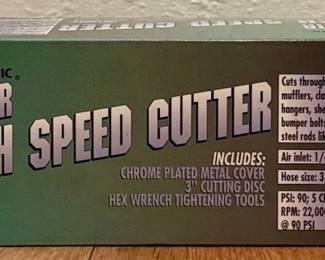 TIC®
R
H SPEED CUTTER
INCLUDES:
CHROME PLATED METAL COVER
3" CUTTING DISC
HEX WRENCH TIGHTENING TOOLS
Cuts through
mufflers, cla
hangers, she
bumper bolts
steel rods lik
Air inlet: 1/
Hose size: 3
PSI: 90; 5 C
RPM: 22,00
@ 90 PSI